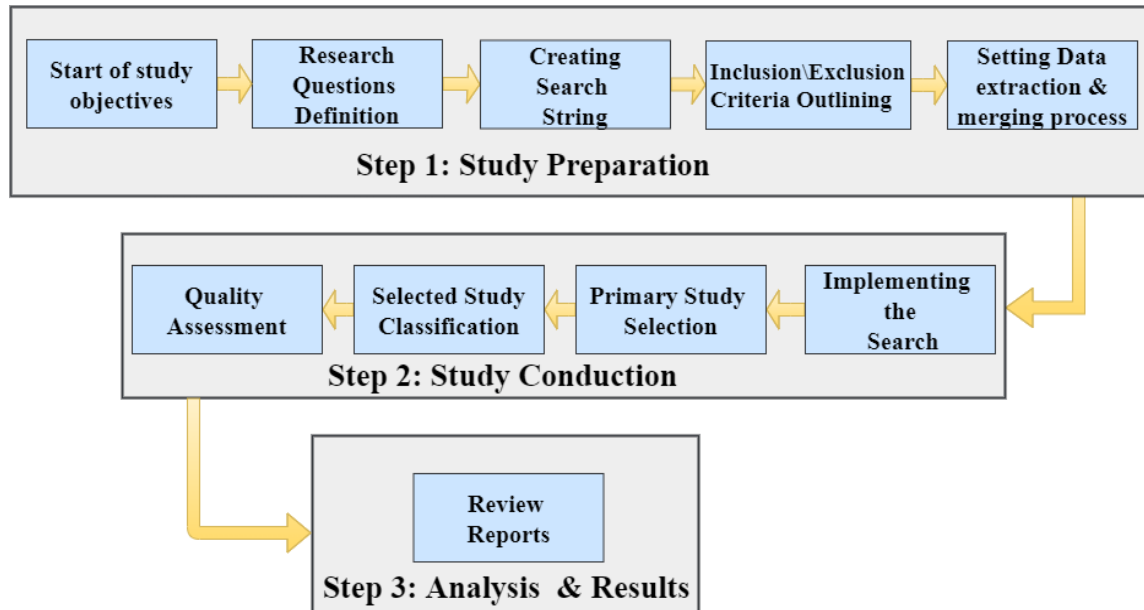 Start of study
objectives
Research
Questions
Definition
Creating
Search
String
Inclusion\Exclusion
Criteria Outlining
Setting Data
extraction &
merging process
Step 1: Study Preparation
Implementing
the
Search
Primary Study
Selection
Selected Study
Classification
Quality
Assessment
Step 2: Study Conduction
Review
Reports
Step 3: Analysis & Results